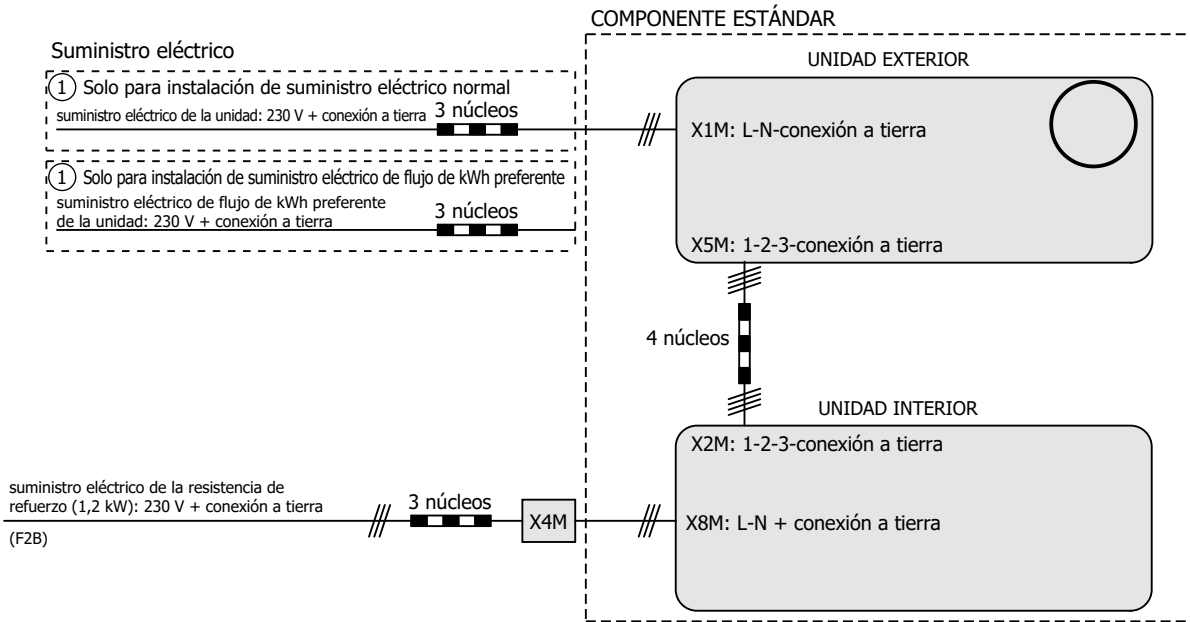 COMPONENTE ESTÁNDAR
Suministro eléctrico
UNIDAD EXTERIOR
1 Solo para instalación de suministro eléctrico normal
suministro eléctrico de la unidad: 230 V + conexión a tierra
3 núcleos
X1M: L-N-conexión a tierra
1 Solo para instalación de suministro eléctrico de flujo de kWh preferente
suministro eléctrico de flujo de kWh preferente
de la unidad: 230 V + conexión a tierra
3 núcleos
X5M: 1-2-3-conexión a tierra
4 núcleos
UNIDAD INTERIOR
X2M: 1-2-3-conexión a tierra
suministro eléctrico de la resistencia de
refuerzo (1,2 kW): 230 V + conexión a tierra
(F2B)
3 núcleos
X4M
X8M: L-N + conexión a tierra